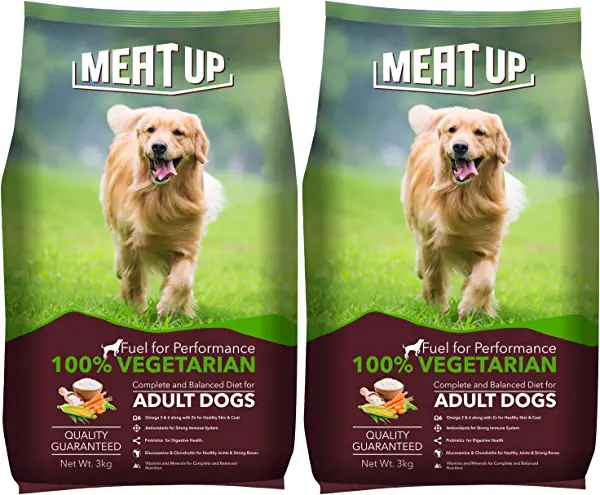 MEAT UP
Fuel for Performance
100% VEGETARIAN
Complete and Balanced Diet for
ADULT DOGS
Omega 3 & 6 along with Zn for Healthy Skin & Coat
Antioxidants for Strong Immune System
Probiotics for Digestive Health.
Glucosamine & Chondroitin for Healthy Joints & Strong Bones
Vitamins and Minerals for Complete and Balanced
Nutrition
QUALITY
GUARANTEED
Net Wt. 3kg
MEAT UP
Fuel for Performance
100% VEGETARIAN
Complete and Balanced Diet for
ADULT DOGS
Omega 3 & 6 along with Zn for Healthy Skin & Coat
Antioxidants for Strong Immune System
Probiotics for Digestive Health.
Glucosamine & Chondroitin for Healthy Joints & Strong Bones
Vitamins and Minerals for Complete and Balanced
Nutrition
QUALITY
GUARANTEED
Net Wt. 3kg